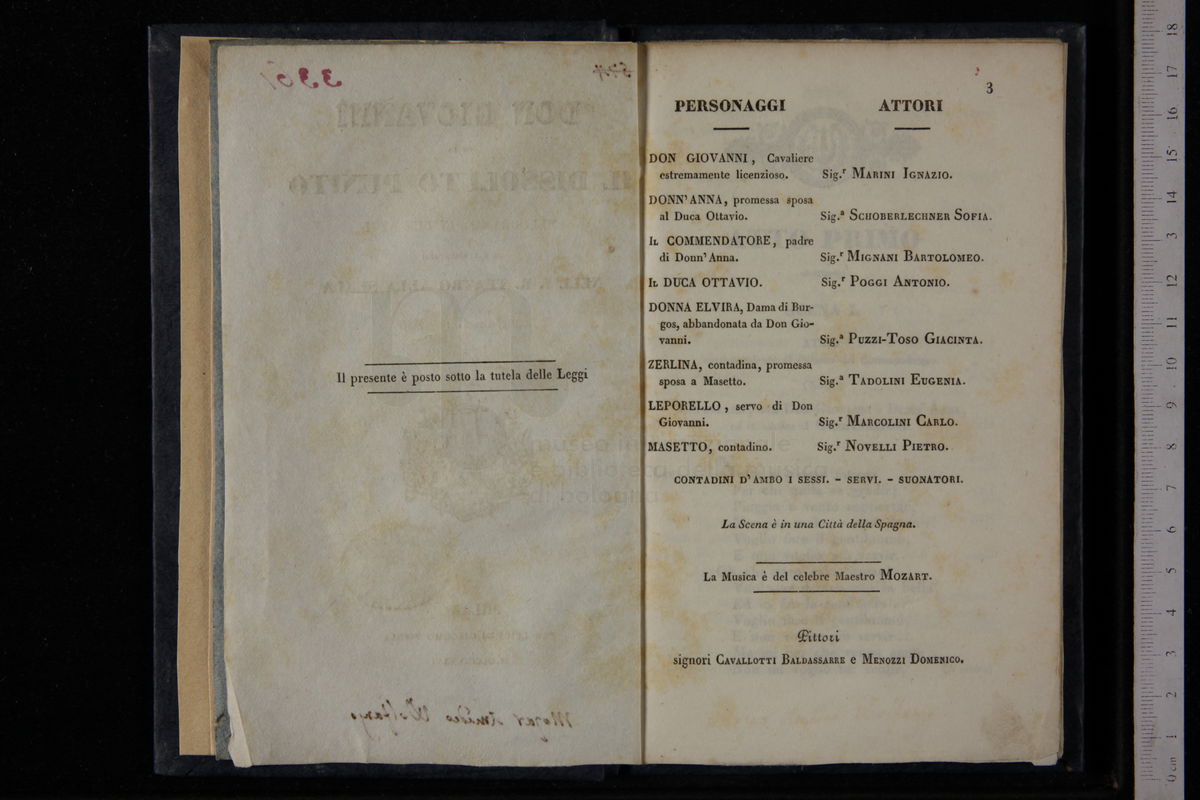 Il presente è posto sotto la tutela delle Leggi
3
PERSONAGGI ATTORI
DON GIOVANNI, Cavaliere
estremamente licenzioso. Sig.r MARINI IGNAZIO.
DONN'ANNA, promessa sposa
al Duca Ottavio. Sig.a SCHOBERLECHNER SOFIA.
IL COMMENDATORE, padre
di Donn'Anna. Sig.r MIGNANI BARTOLOMEO.
IL DUCA OTTAVIO. Sig.r POGGI ANTONIO.
DONNA ELVIRA, Dama di Bur-
gos, abbandonata da Don Gio-
vanni. Sig.a PUZZI-TOSO GIACINTA.
ZERLINA, contadina, promessa
sposa a Masetto. Sig.a TADOLINI EUGENIA.
LEPORELLO, servo di Don
Giovanni. Sig.r MARCOLINI CARLO.
MASETTO, contadino. Sig.r NOVELLI PIETRO.
CONTADINI D'AMBO I SESSI. - SERVI. - SUONATORI.
La Scena è in una Città della Spagna.
La Musica è del celebre Maestro MOZART.
Pittori
signori CAVALLOTTI BALDASSARRE e MENOZZI DOMENICO.